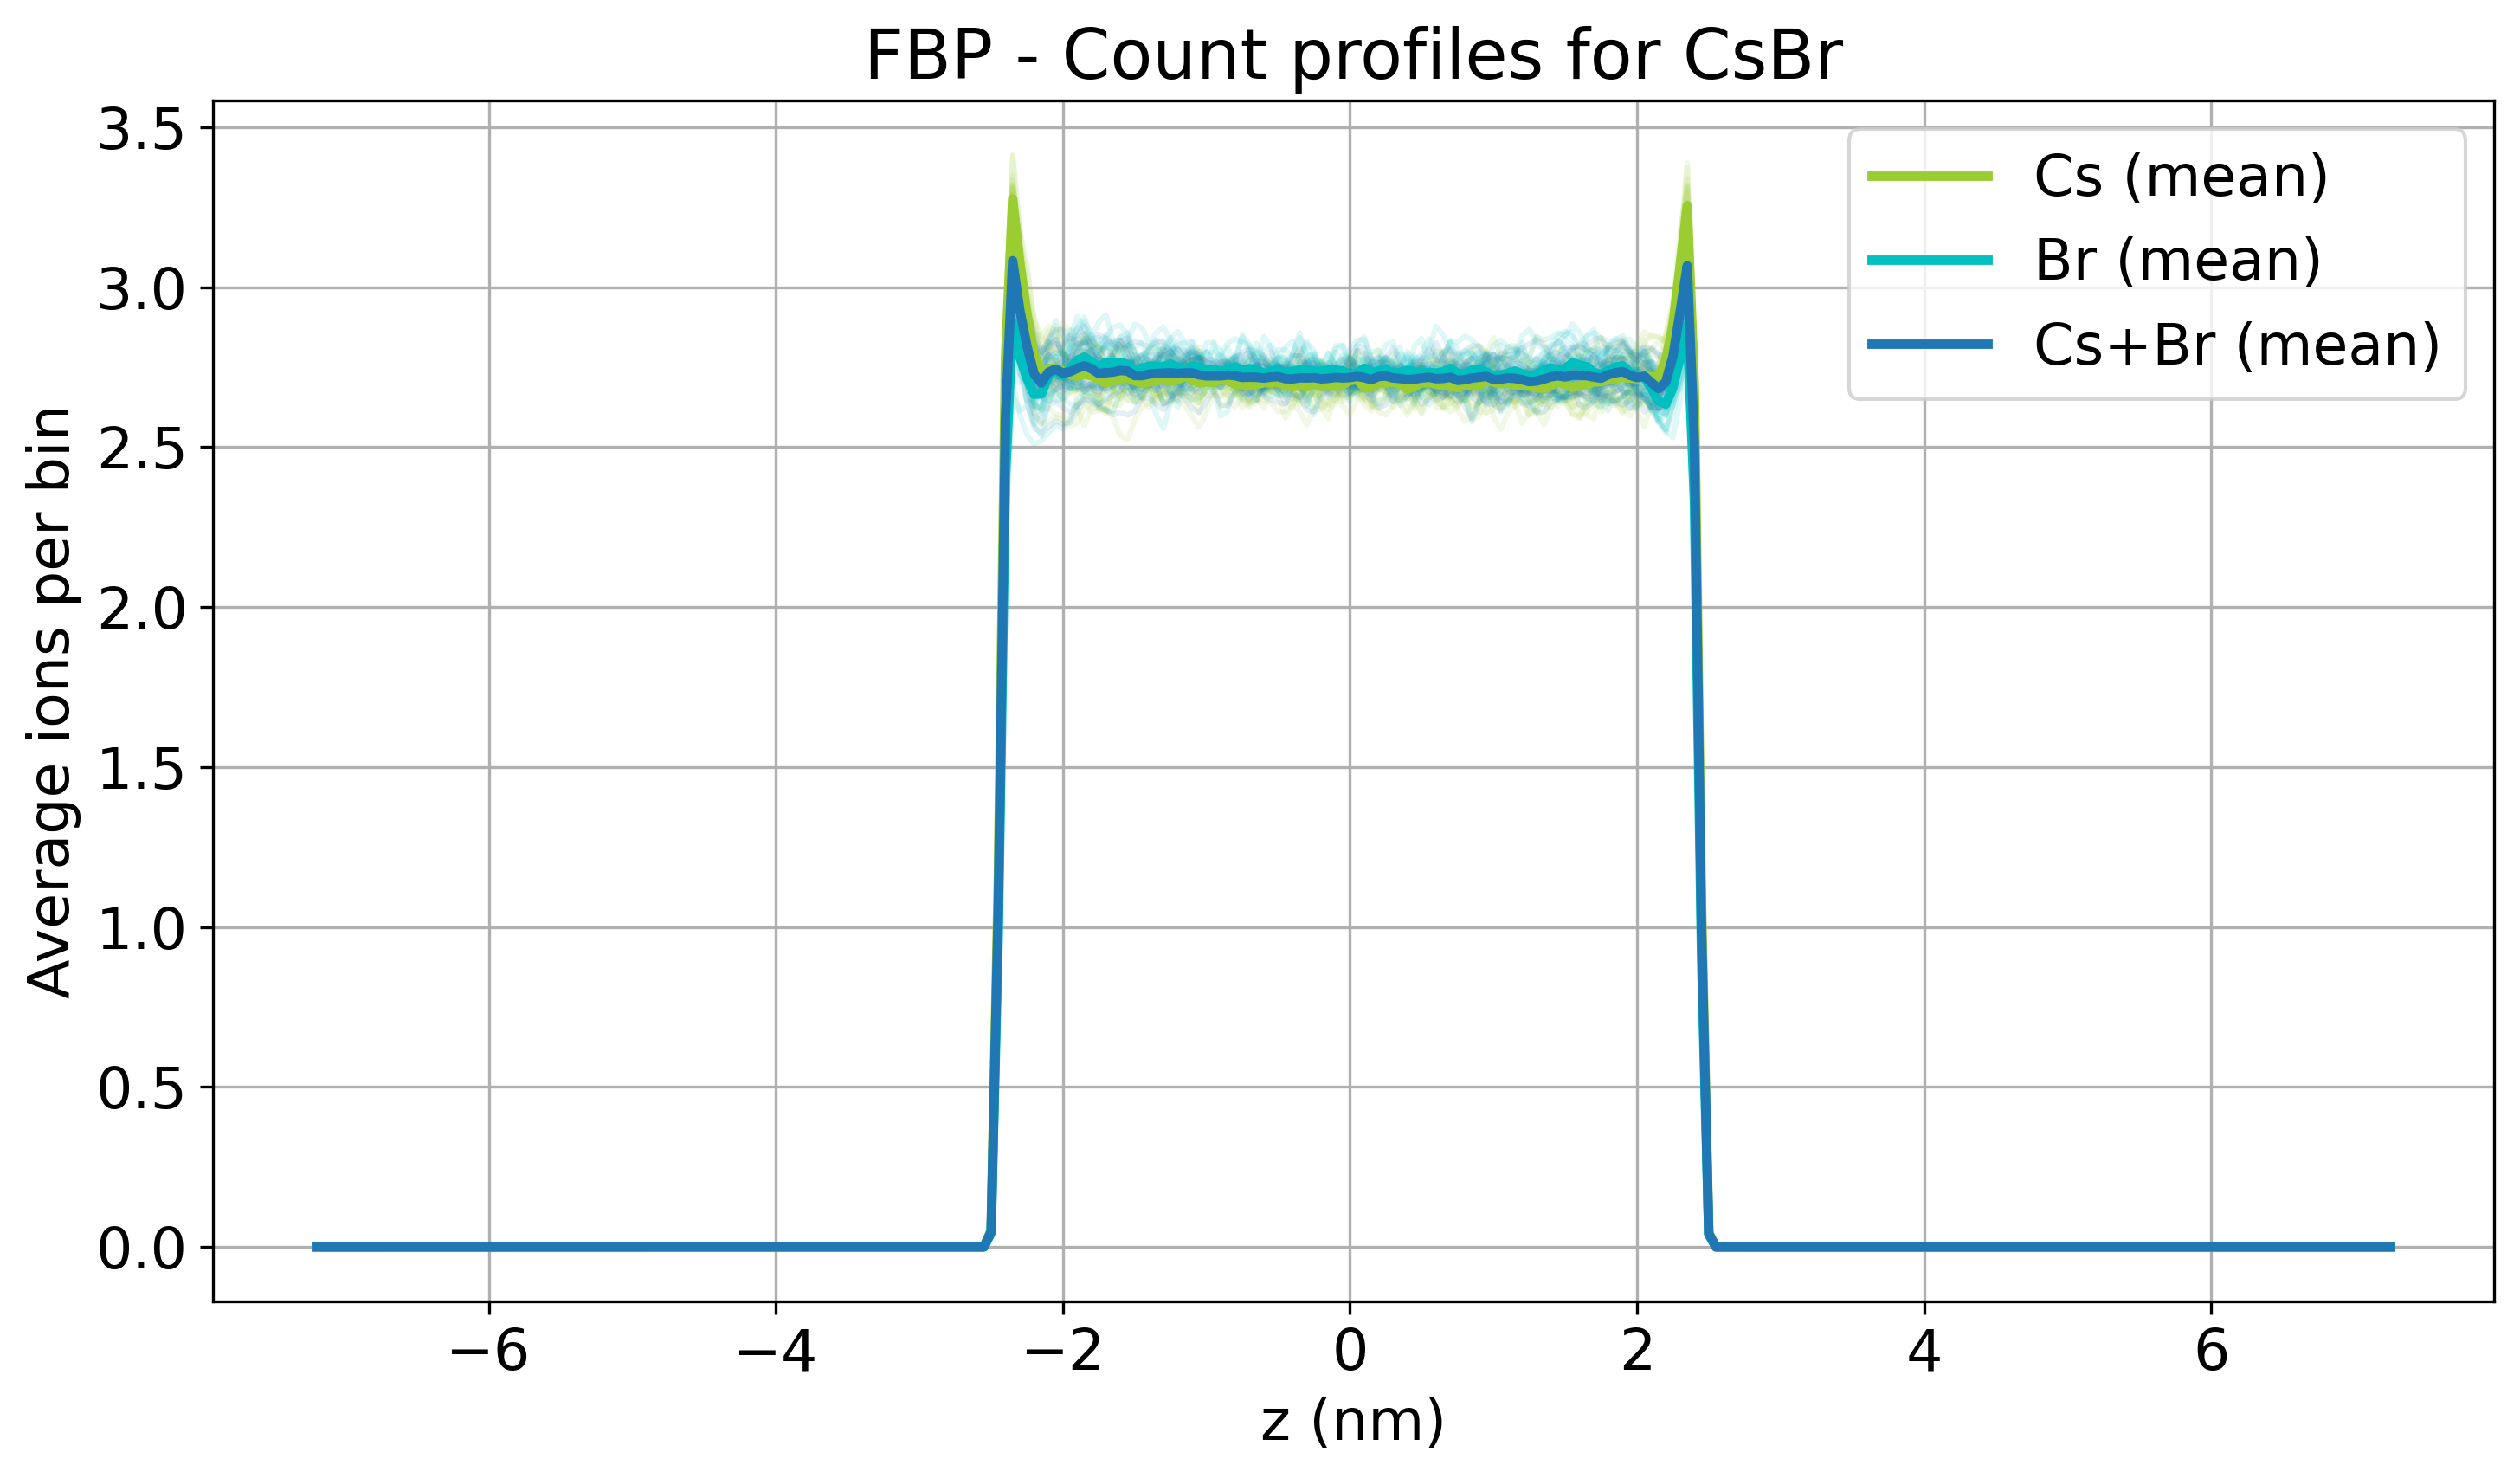 FBP - Count profiles for CsBr
3.5
3.0
2.5
2.0
1.5
1.0
0.5
0.0
Average ions per bin
Cs (mean)
Br (mean)
Cs+Br (mean)
−6
−4
−2
0
2
4
6
z (nm)